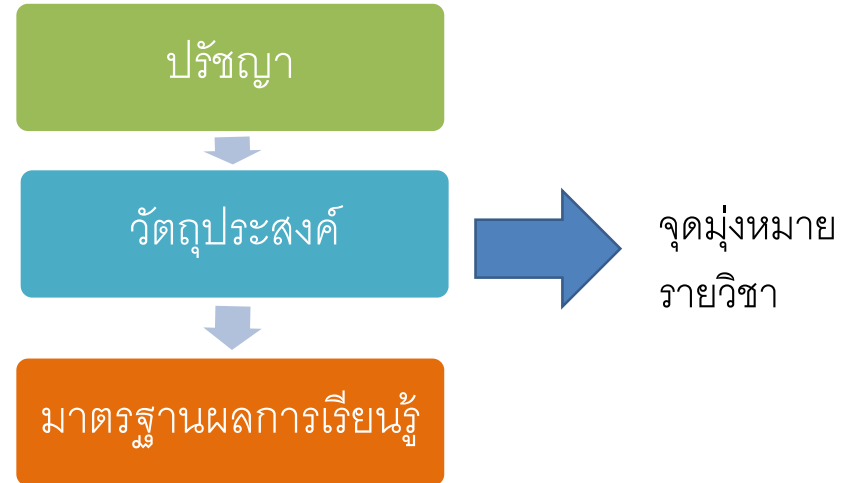 ปรัชญา
วัตถุประสงค์
จุดมุ่งหมาย
รายวิชา
มาตรฐานผลการเรียนรู้